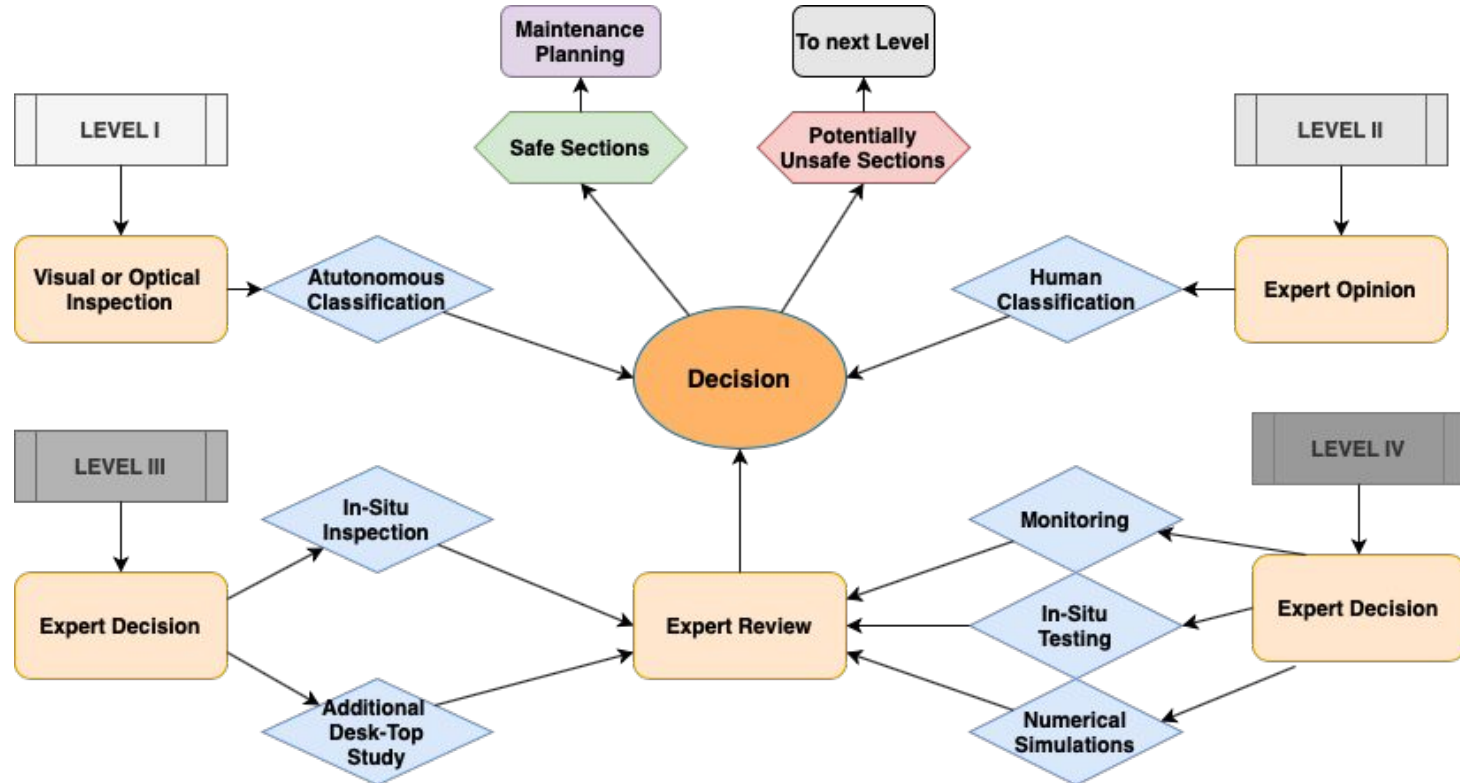 Maintenance
Planning
To next Level
LEVEL I
Safe Sections
Potentially
Unsafe Sections
LEVEL II
Visual or Optical
Inspection
Atutonomous
Classification
Human
Classification
Expert Opinion
Decision
LEVEL III
LEVEL IV
In-Situ
Inspection
Monitoring
Expert Decision
Expert Review
In-Situ
Testing
Expert Decision
Additional
Desk-Top
Study
Numerical
Simulations